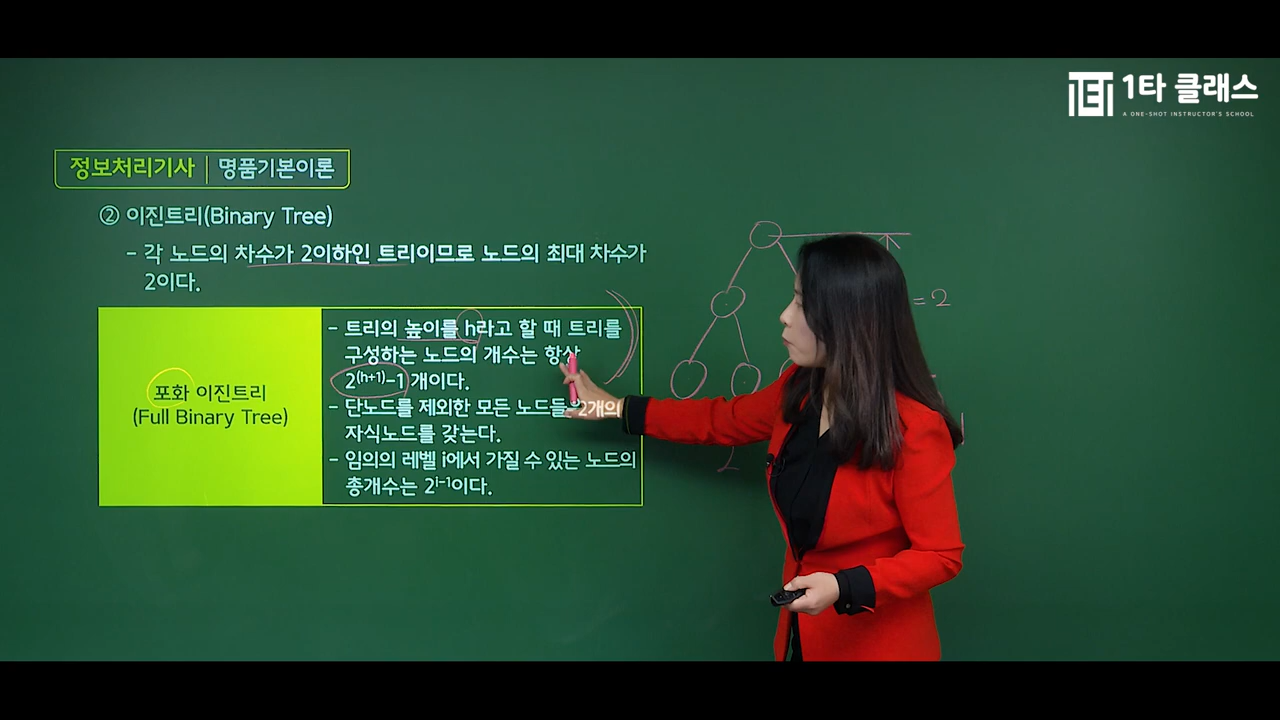 1타 클래스
A ONE-SHOT INSTRUCTOR'S SCHOOL
정보처리기사 | 명품기본이론
② 이진트리(Binary Tree)
- 각 노드의 차수가 2이하인 트리이므로 노드의 최대 차수가
2이다.
포화 이진트리
(Full Binary Tree)
- 트리의 높이를 h라고 할 때 트리를
구성하는 노드의 개수는 항상
2^(h+1)-1 개이다.
- 단노드를 제외한 모든 노드들 2개의
자식노드를 갖는다.
- 임의의 레벨 i에서 가질 수 있는 노드의
총개수는 2^i-1이다.
= 2